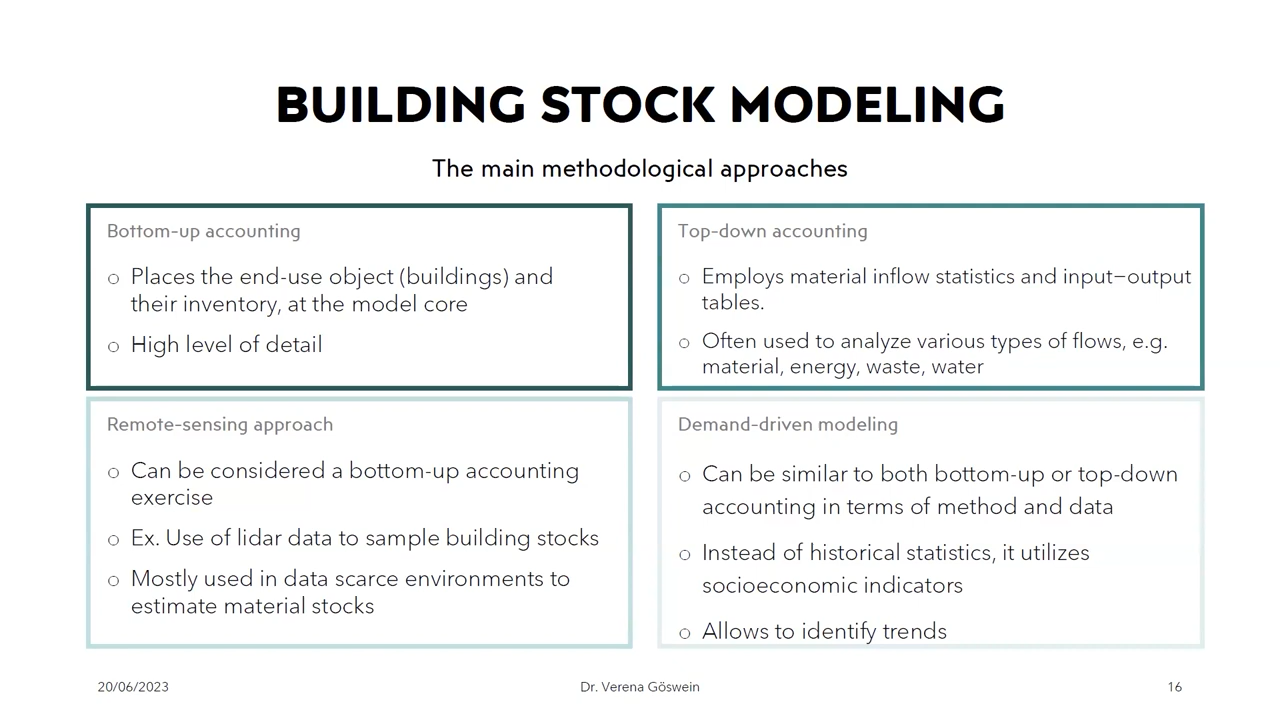 BUILDING STOCK MODELING
The main methodological approaches
Bottom-up accounting
○ Places the end-use object (buildings) and
their inventory, at the model core
○ High level of detail
Top-down accounting
○ Employs material inflow statistics and input–output
tables.
○ Often used to analyze various types of flows, e.g.
material, energy, waste, water
Remote-sensing approach
○ Can be considered a bottom-up accounting
exercise
○ Ex. Use of lidar data to sample building stocks
○ Mostly used in data scarce environments to
estimate material stocks
Demand-driven modeling
○ Can be similar to both bottom-up or top-down
accounting in terms of method and data
○ Instead of historical statistics, it utilizes
socioeconomic indicators
○ Allows to identify trends
20/06/2023
Dr. Verena Göswein
16